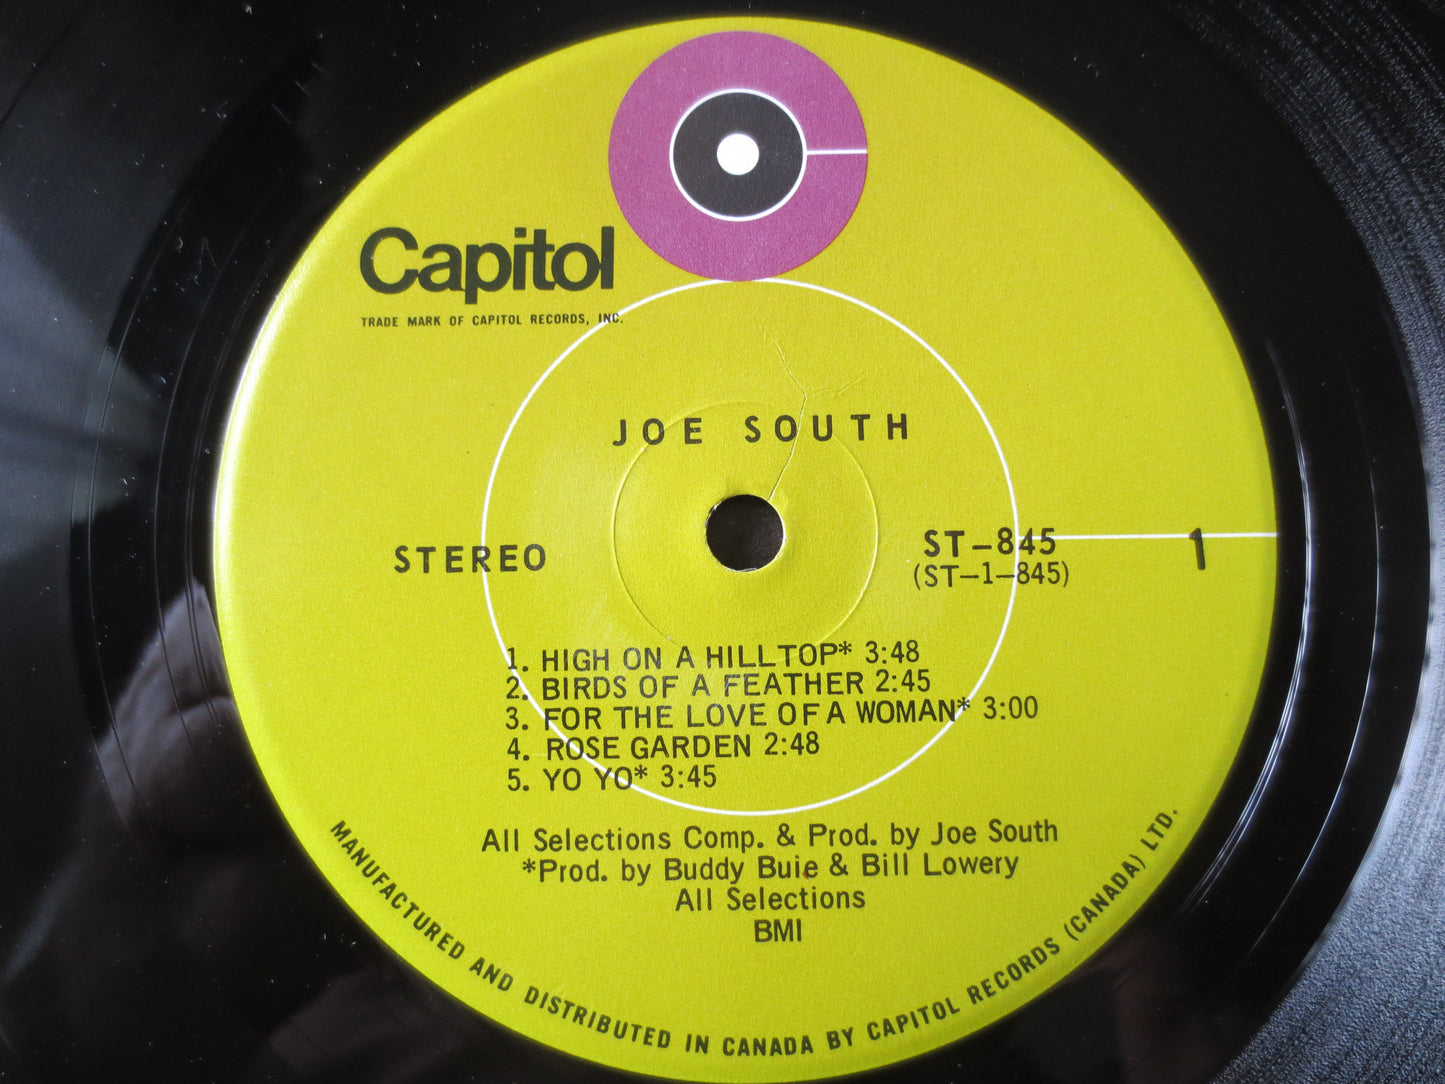 Capitol
TRADE MARK OF CAPITOL RECORDS, INC.
JOE SOUTH
STEREO
ST-845
(ST-1-845)
1
1. HIGH ON A HILLTOP* 3:48
2. BIRDS OF A FEATHER 2:45
3. FOR THE LOVE OF A WOMAN* 3:00
4. ROSE GARDEN 2:48
5. YO YO* 3:45
All Selections Comp. & Prod. by Joe South
*Prod. by Buddy Buie & Bill Lowery
All Selections
BMI
MANUFACTURED AND DISTRIBUTED IN CANADA BY CAPITOL RECORDS (CANADA) LTD.